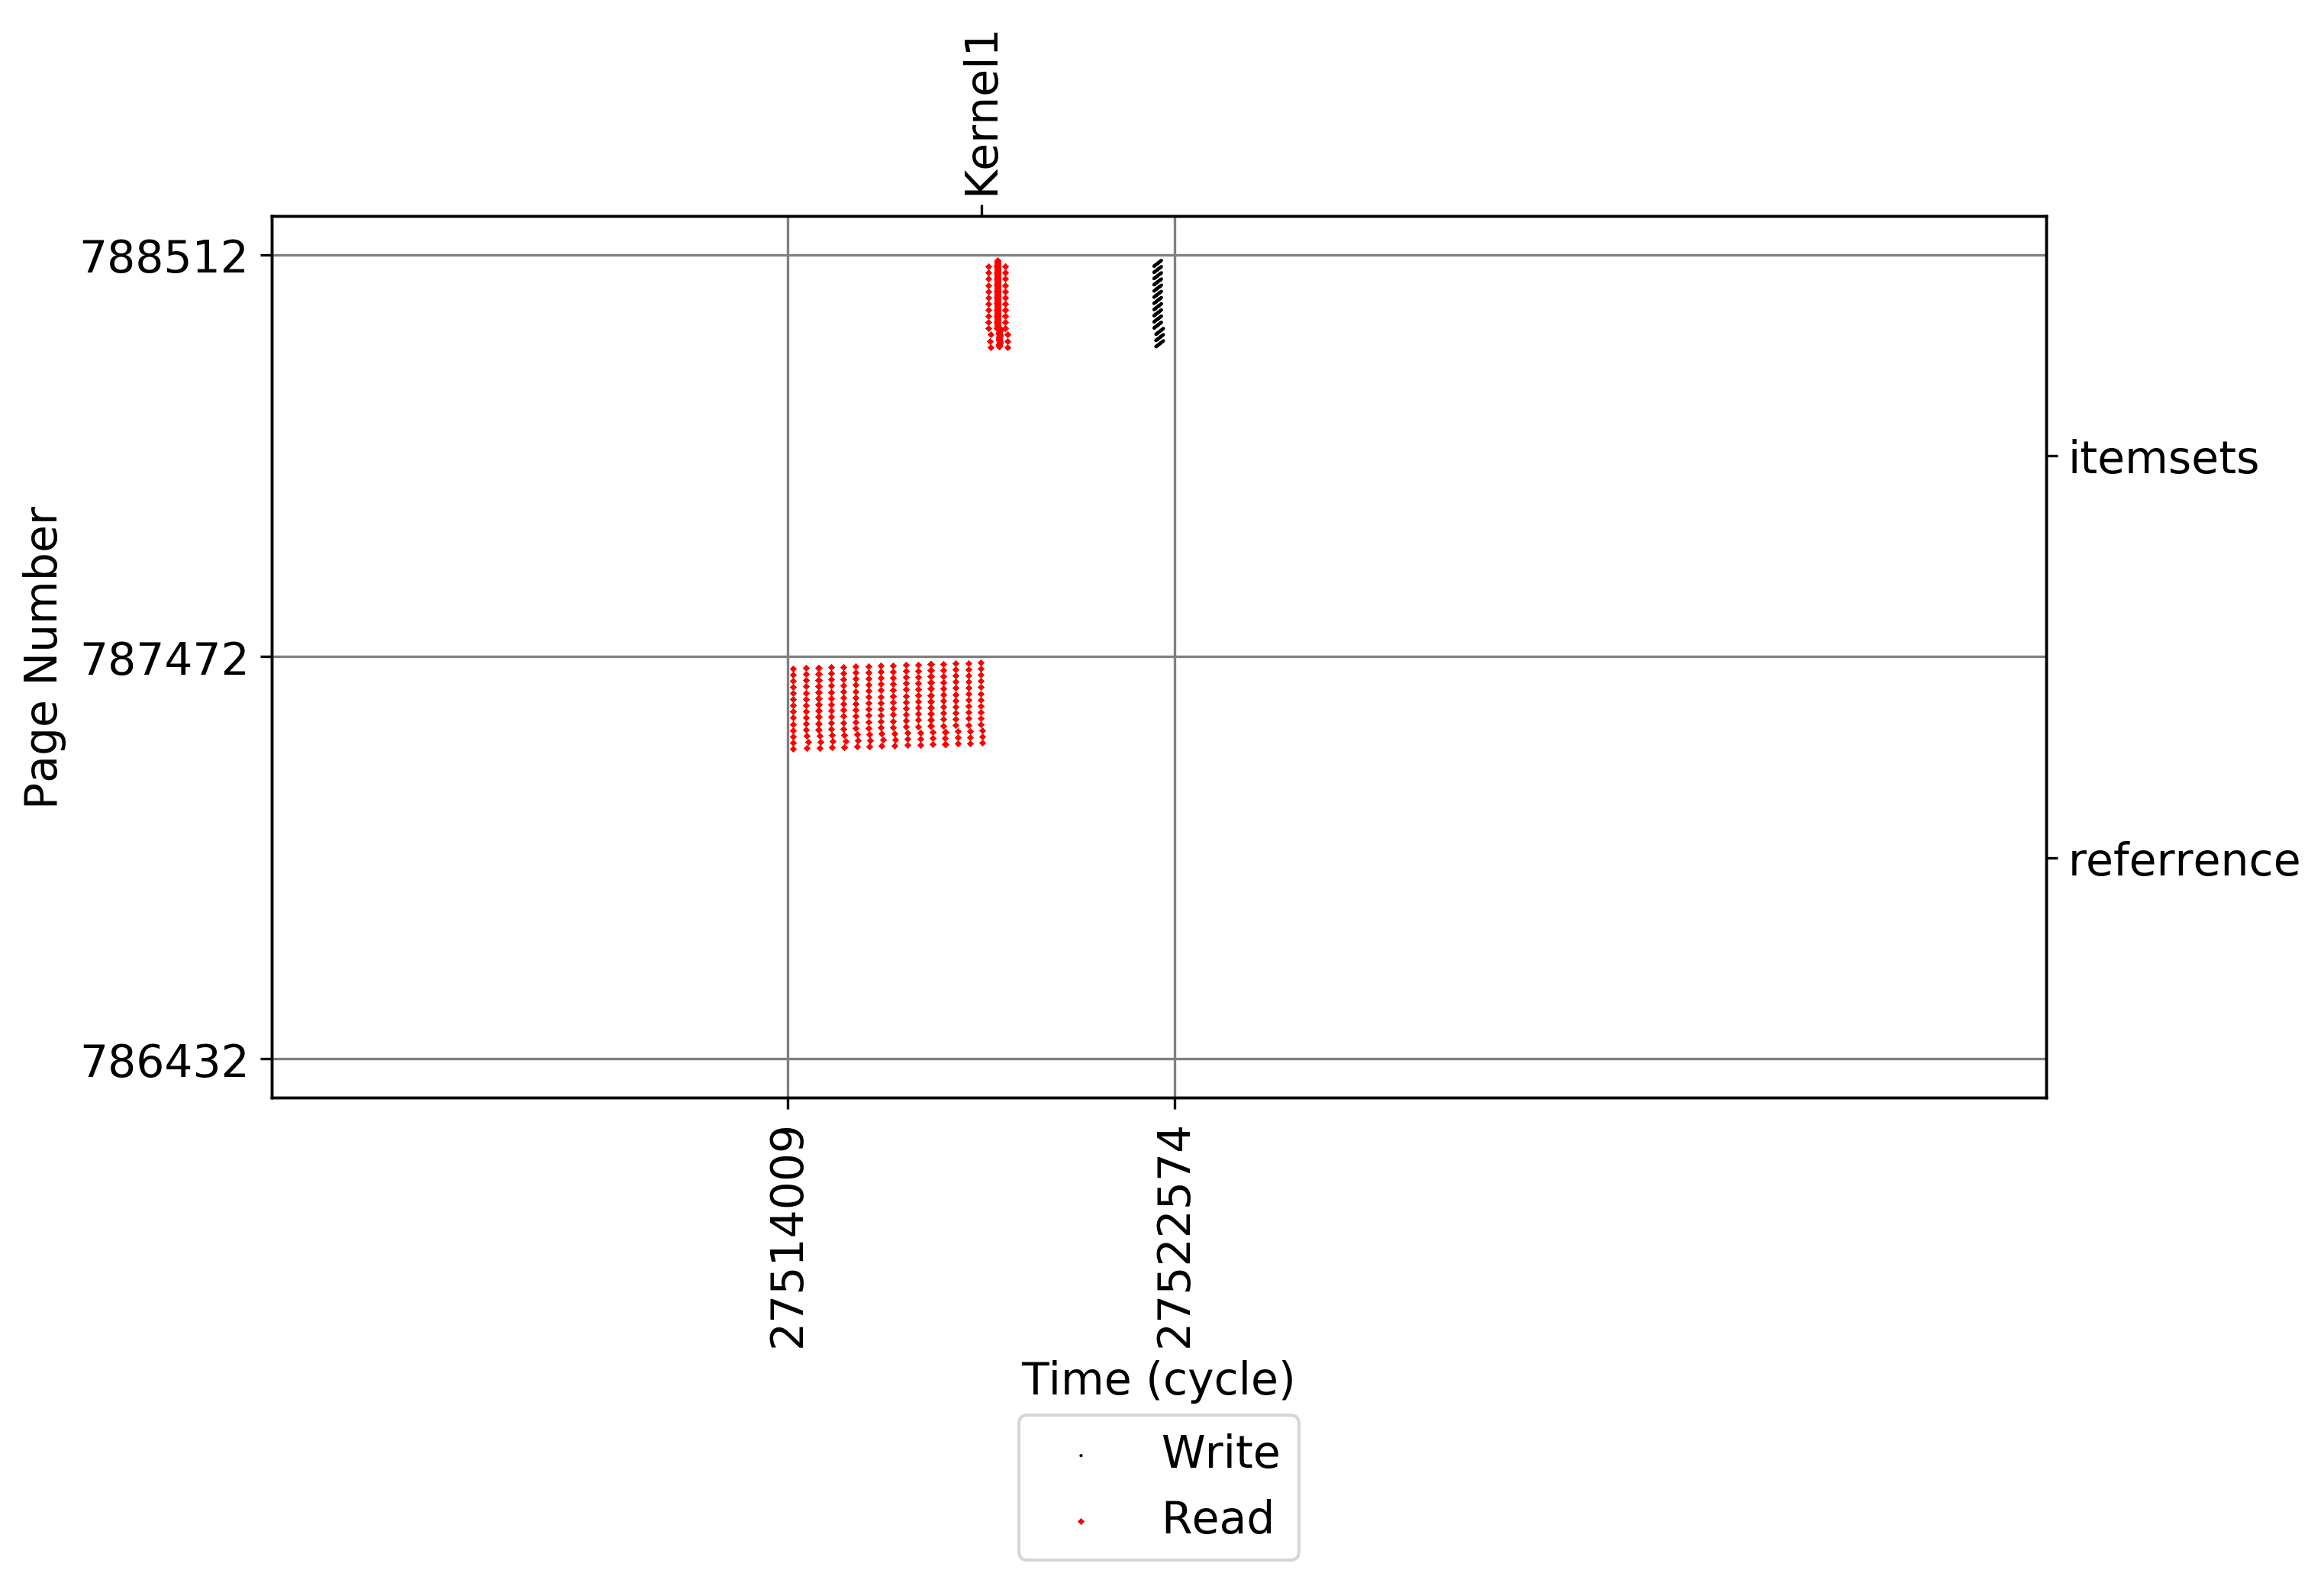 Kernel1
788512
787472
786432
Page Number
itemsets
referrence
27514009
27522574
Time (cycle)
Write
Read